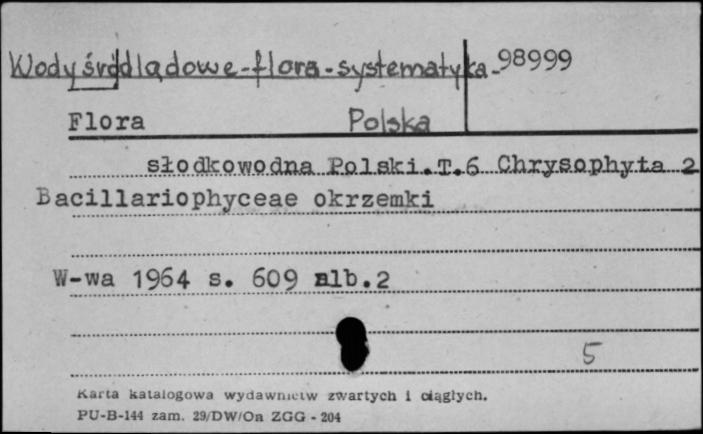 Wody śródlądowe-flora-systematyka-98999
Flora Polska
słodkowodna Polski.T.6 Chrysophyta 2
Bacillariophyceae okrzemki
W-wa 1964 s. 609 alb.2
5
Karta katalogowa wydawnictw zwartych i ciągłych.
PU-B-144 zam. 29/DW/Oa ZGG - 204